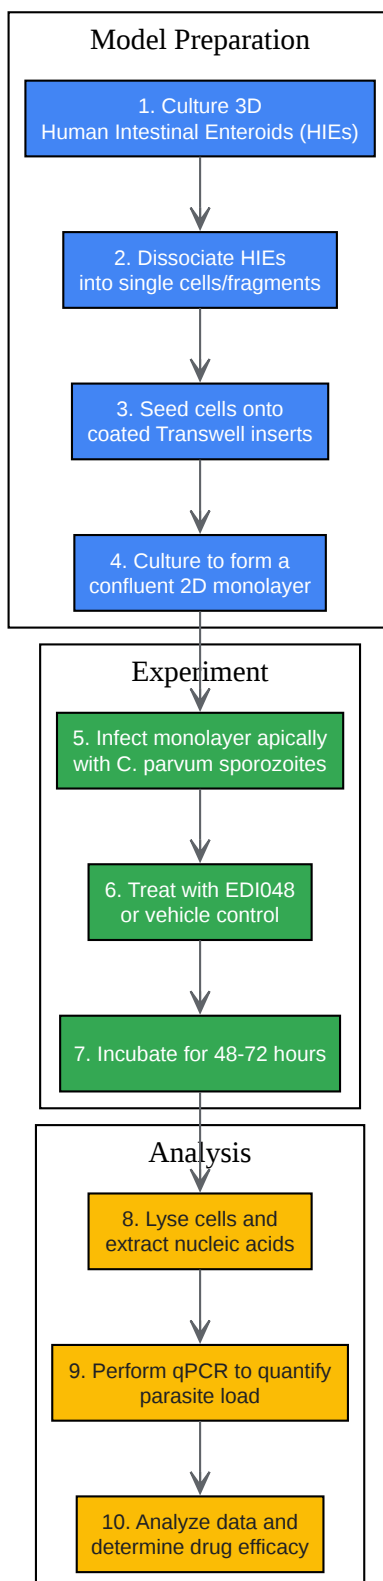 Model Preparation
1. Culture 3D
Human Intestinal Enteroids (HIEs)
2. Dissociate HIEs
into single cells/fragments
3. Seed cells onto
coated Transwell inserts
4. Culture to form a
confluent 2D monolayer
Experiment
5. Infect monolayer apically
with C. parvum sporozoites
6. Treat with EDI048
or vehicle control
7. Incubate for 48-72 hours
Analysis
8. Lyse cells and
extract nucleic acids
9. Perform qPCR to quantify
parasite load
10. Analyze data and
determine drug efficacy